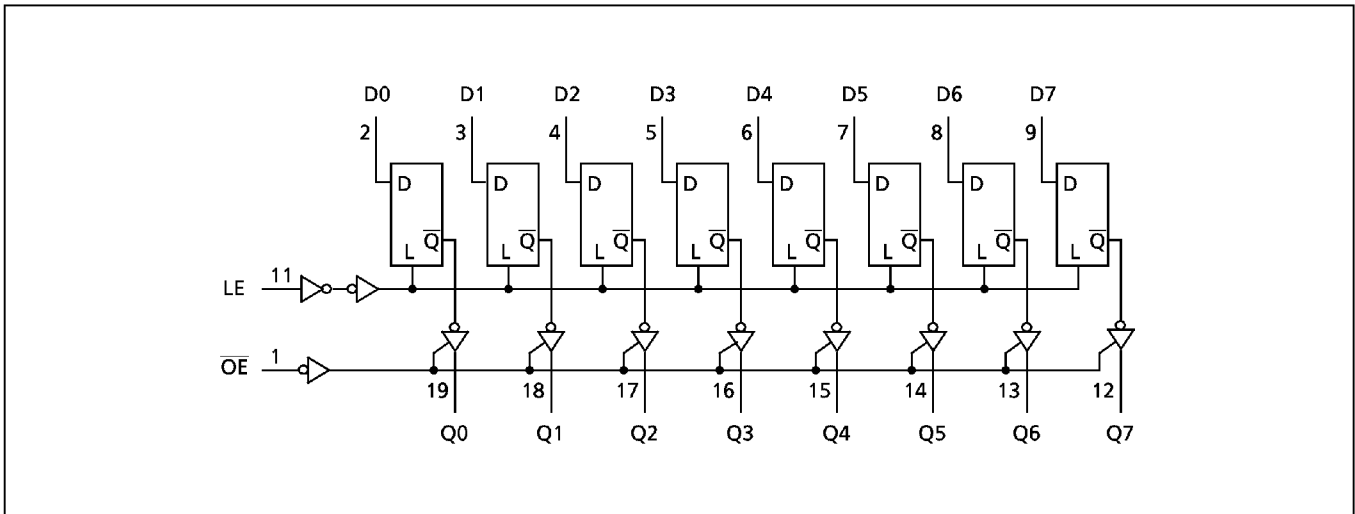 D0 D1 D2 D3 D4 D5 D6 D7
2 3 4 5 6 7 8 9
D D D D D D D D
Q̅ Q̅ Q̅ Q̅ Q̅ Q̅ Q̅ Q̅
L L L L L L L L
LE 11
O̅E̅ 1
19 18 17 16 15 14 13 12
Q0 Q1 Q2 Q3 Q4 Q5 Q6 Q7